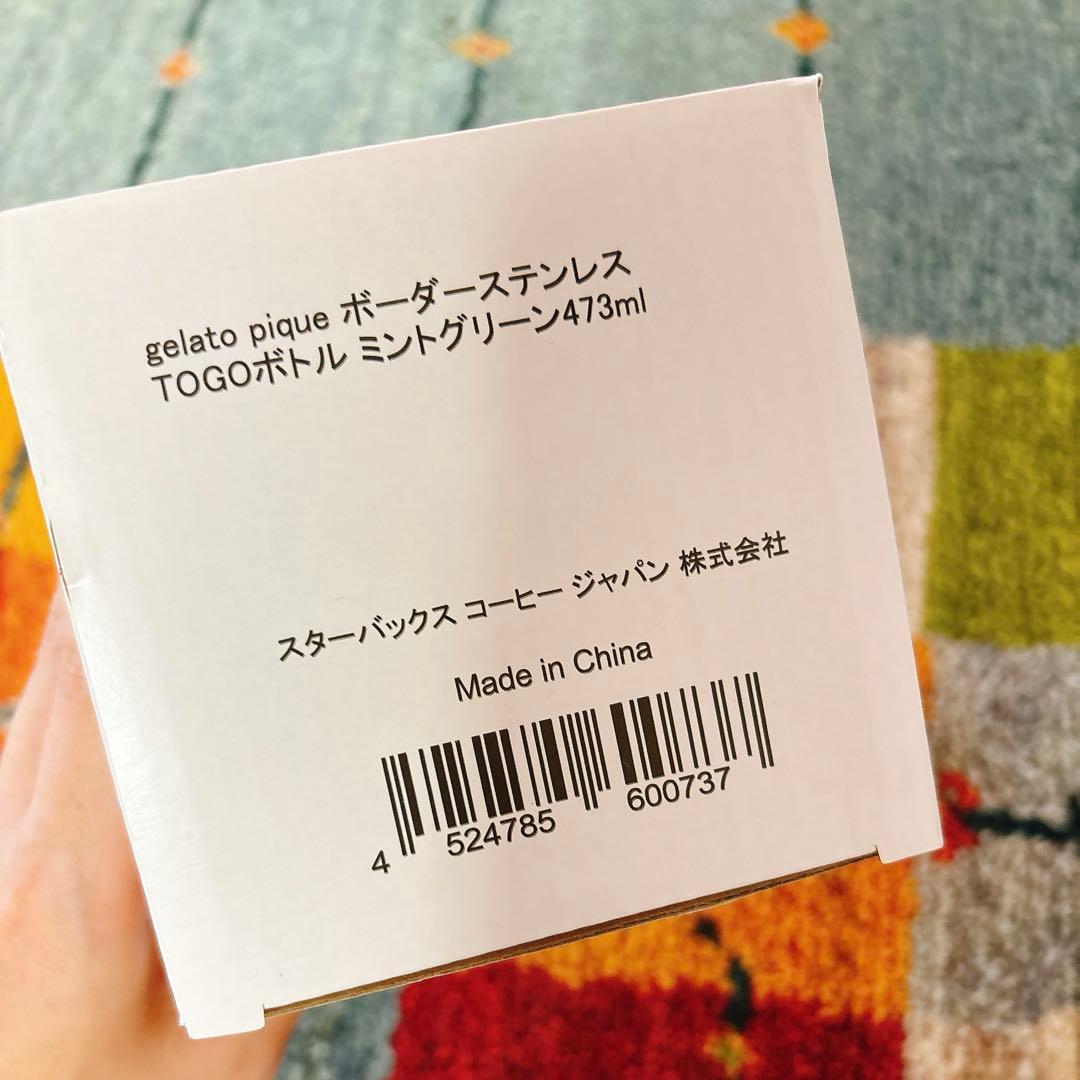 gelato pique ボーダーステンレス
TOGOボトル ミントグリーン473ml
スターバックス コーヒー ジャパン 株式会社
Made in China
4 524785 600737